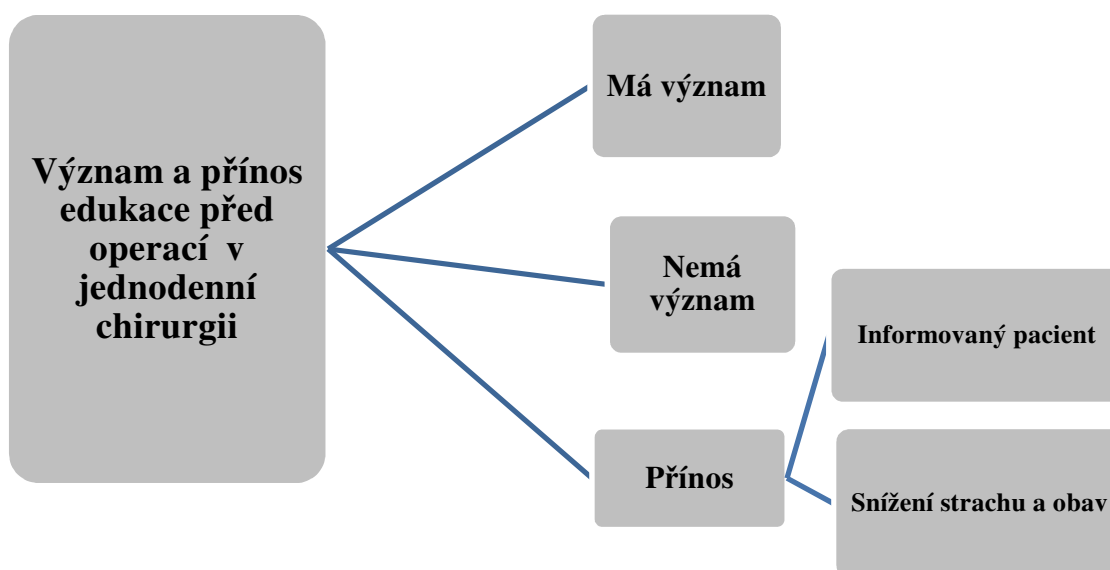 Význam a přínos
edukace před
operací v
jednodenní
chirurgii
Má význam
Nemá
význam
Přínos
Informovaný pacient
Snížení strachu a obav